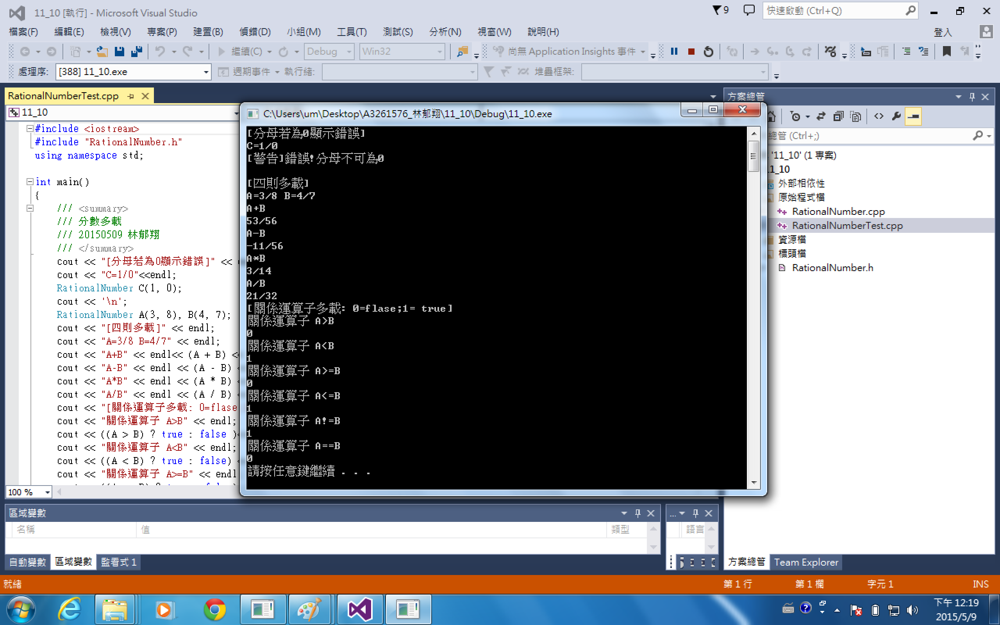 11_10 [執行] - Microsoft Visual Studio
9
快速啟動 (Ctrl+Q)
檔案(F) 編輯(E) 檢視(V) 專案(P) 建置(B) 偵錯(D) 小組(M) 工具(T) 測試(S) 分析(N) 視窗(W) 說明(H)
登入
繼續(C) Debug Win32 尚無 Application Insights 事件
處理序: [388] 11_10.exe 週期事件 執行緒: 堆疊框架:
RationalNumberTest.cpp
11_10
#include <iostream>
#include "RationalNumber.h"
using namespace std;
int main()
{
/// <summary>
/// 分數多載
/// 20150509 林郁翔
/// </summary>
cout << "[分母若為0顯示錯誤]" <<
cout << "C=1/0"<<endl;
RationalNumber C(1, 0);
cout << '\n';
RationalNumber A(3, 8), B(4, 7);
cout << "[四則多載]" << endl;
cout << "A=3/8 B=4/7" << endl;
cout << "A+B" << endl<< (A + B) <
cout << "A-B" << endl << (A - B)
cout << "A*B" << endl << (A * B)
cout << "A/B" << endl << (A / B)
cout << "[關係運算子多載: 0=flase
cout << "關係運算子 A>B" << endl;
cout << ((A > B) ? true : false )
cout << "關係運算子 A<B" << endl;
cout << ((A < B) ? true : false)
cout << "關係運算子 A>=B" << endl
100 %
C:\Users\um\Desktop\A3261576_林郁翔\11_10\Debug\11_10.exe
[分母若為0顯示錯誤]
C=1/0
[警告]錯誤!分母不可為0
[四則多載]
A=3/8 B=4/7
A+B
53/56
A-B
-11/56
A*B
3/14
A/B
21/32
[關係運算子多載: 0=flase;1= true]
關係運算子 A>B
0
關係運算子 A<B
1
關係運算子 A>=B
0
關係運算子 A<=B
1
關係運算子 A!=B
1
關係運算子 A==B
0
請按任意鍵繼續 . . .
方案總管
總管 (Ctrl+;)
'11_10' (1 專案)
11_10
外部相依性
原始程式檔
RationalNumber.cpp
RationalNumberTest.cpp
資源檔
標頭檔
RationalNumber.h
區域變數
名稱 值 類型
...
語言
自動變數 區域變數 監看式 1
方案總管 Team Explorer
就緒 第 1 行 第 1 欄 字元 1 INS
下午 12:19
2015/5/9